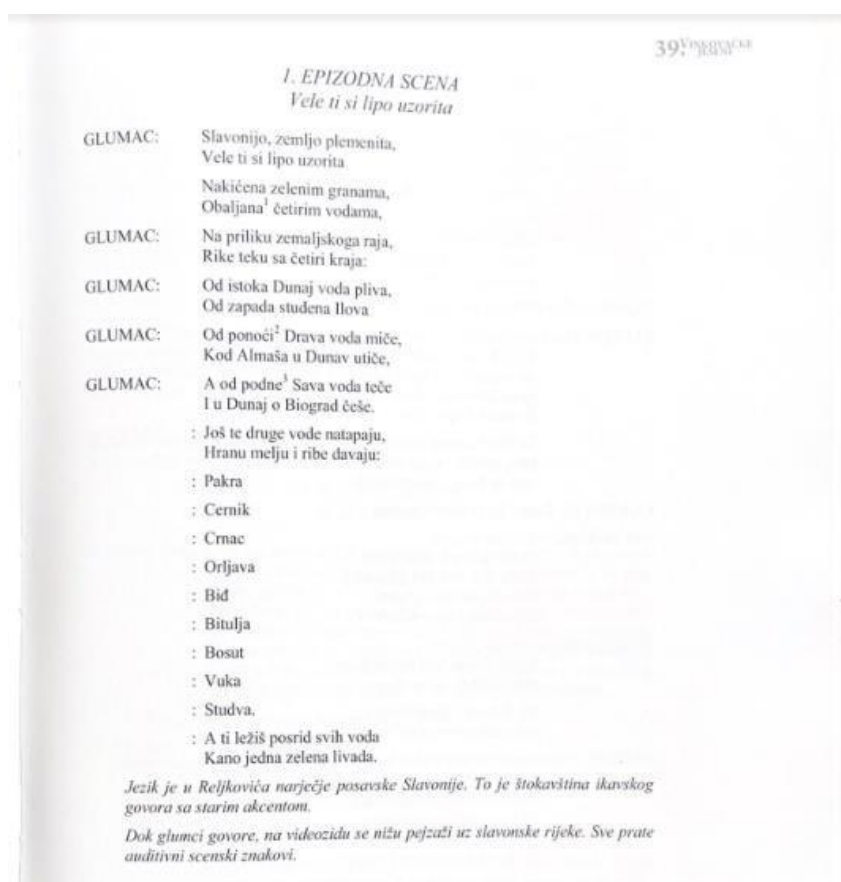 39. VINKOVAČKE
JESENI
1. EPIZODNA SCENA
Vele ti si lipo uzorita
GLUMAC: Slavonijo, zemljo plemenita,
Vele ti si lipo uzorita
Nakićena zelenim granama,
Obaljana¹ četirim vodama,
GLUMAC: Na priliku zemaljskoga raja,
Rike teku sa četiri kraja:
GLUMAC: Od istoka Dunaj voda pliva,
Od zapada studena Ilova
GLUMAC: Od ponoći² Drava voda miče,
Kod Almaša u Dunav utiče,
GLUMAC: A od podne³ Sava voda teče
I u Dunaj o Biograd češe.
: Još te druge vode natapaju,
Hranu melju i ribe davaju:
: Pakra
: Cernik
: Crnac
: Orljava
: Biđ
: Bitulja
: Bosut
: Vuka
: Studva,
: A ti ležiš posrid svih voda
Kano jedna zelena livada.
Jezik je u Reljkovića narječje posavske Slavonije. To je štokavština ikavskog
govora sa starim akcentom.
Dok glumci govore, na videozidu se nižu pejzaži uz slavonske rijeke. Sve prate
auditivni scenski znakovi.